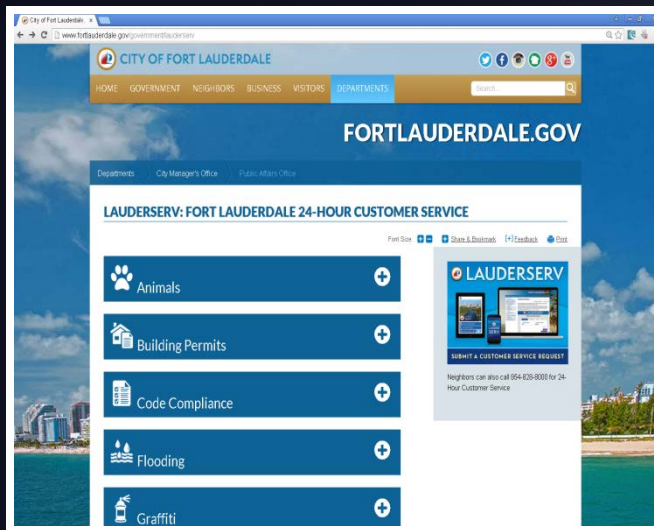 City of Fort Lauderdale,
www.fortlauderdale.gov/government/lauderserv
CITY OF FORT LAUDERDALE
HOME GOVERNMENT NEIGHBORS BUSINESS VISITORS DEPARTMENTS
Search...
FORTLAUDERDALE.GOV
Departments City Manager's Office Public Affairs Office
LAUDERSERV: FORT LAUDERDALE 24-HOUR CUSTOMER SERVICE
Font Size Share & Bookmark [+] Feedback Print
Animals
Building Permits
Code Compliance
Flooding
Graffiti
LAUDERSERV
SUBMIT A CUSTOMER SERVICE REQUEST
Neighbors can also call 954-828-8000 for 24-
Hour Customer Service